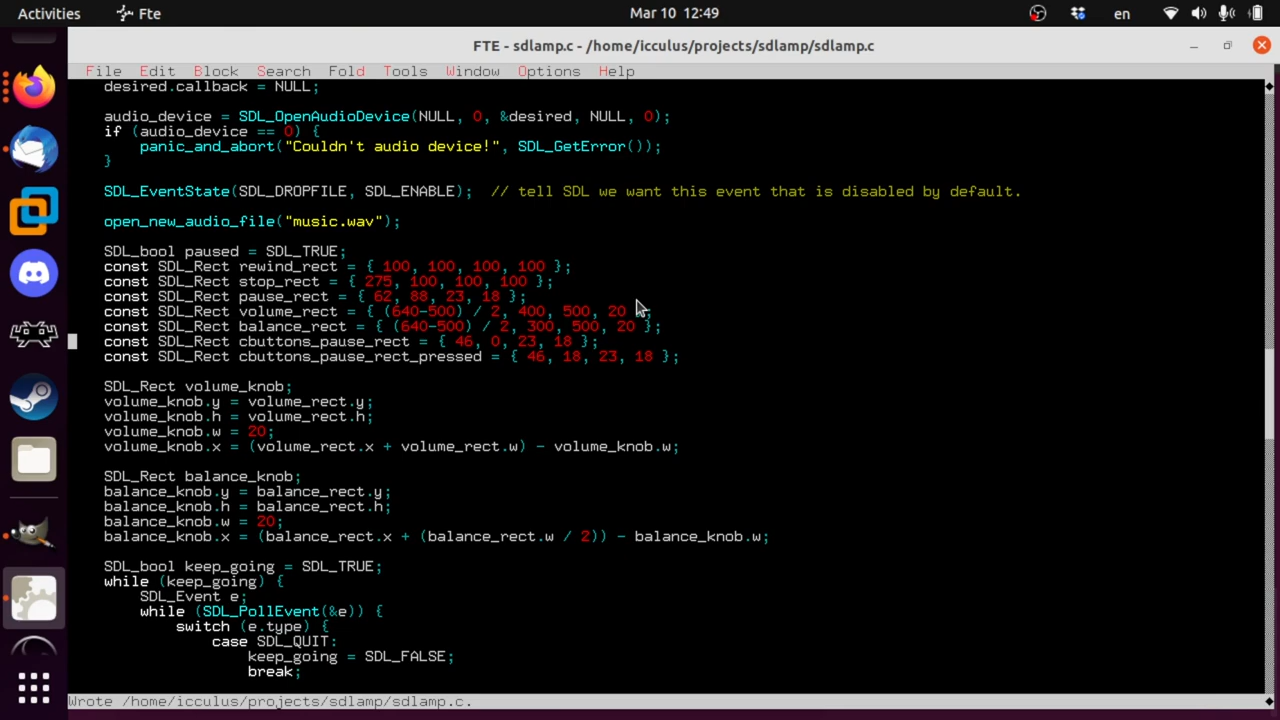 Activities
Fte
Mar 10 12:49
en
FTE - sdlamp.c - /home/icculus/projects/sdlamp/sdlamp.c
File Edit Block Search Fold Tools Window Options Help
desired.callback = NULL;
audio_device = SDL_OpenAudioDevice(NULL, 0, &desired, NULL, 0);
if (audio_device == 0) {
panic_and_abort("Couldn't audio device!", SDL_GetError());
}
SDL_EventState(SDL_DROPFILE, SDL_ENABLE);  // tell SDL we want this event that is disabled by default.
open_new_audio_file("music.wav");
SDL_bool paused = SDL_TRUE;
const SDL_Rect rewind_rect = { 100, 100, 100, 100 };
const SDL_Rect stop_rect = { 275, 100, 100, 100 };
const SDL_Rect pause_rect = { 62, 88, 23, 18 };
const SDL_Rect volume_rect = { (640-500) / 2, 400, 500, 20 };
const SDL_Rect balance_rect = { (640-500) / 2, 300, 500, 20 };
const SDL_Rect cbuttons_pause_rect = { 46, 0, 23, 18 };
const SDL_Rect cbuttons_pause_rect_pressed = { 46, 18, 23, 18 };
SDL_Rect volume_knob;
volume_knob.y = volume_rect.y;
volume_knob.h = volume_rect.h;
volume_knob.w = 20;
volume_knob.x = (volume_rect.x + volume_rect.w) - volume_knob.w;
SDL_Rect balance_knob;
balance_knob.y = balance_rect.y;
balance_knob.h = balance_rect.h;
balance_knob.w = 20;
balance_knob.x = (balance_rect.x + (balance_rect.w / 2)) - balance_knob.w;
SDL_bool keep_going = SDL_TRUE;
while (keep_going) {
SDL_Event e;
while (SDL_PollEvent(&e)) {
switch (e.type) {
case SDL_QUIT:
keep_going = SDL_FALSE;
break;
Wrote /home/icculus/projects/sdlamp/sdlamp.c.